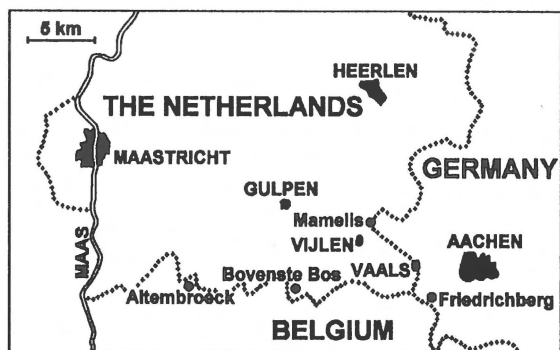 5 km
HEERLEN
THE NETHERLANDS
MAASTRICHT
GERMANY
GULPEN
Mamelis
VIJLEN
AACHEN
MAAS
VAALS
Bovenste Bos
Altembroeck
Friedrichberg
BELGIUM